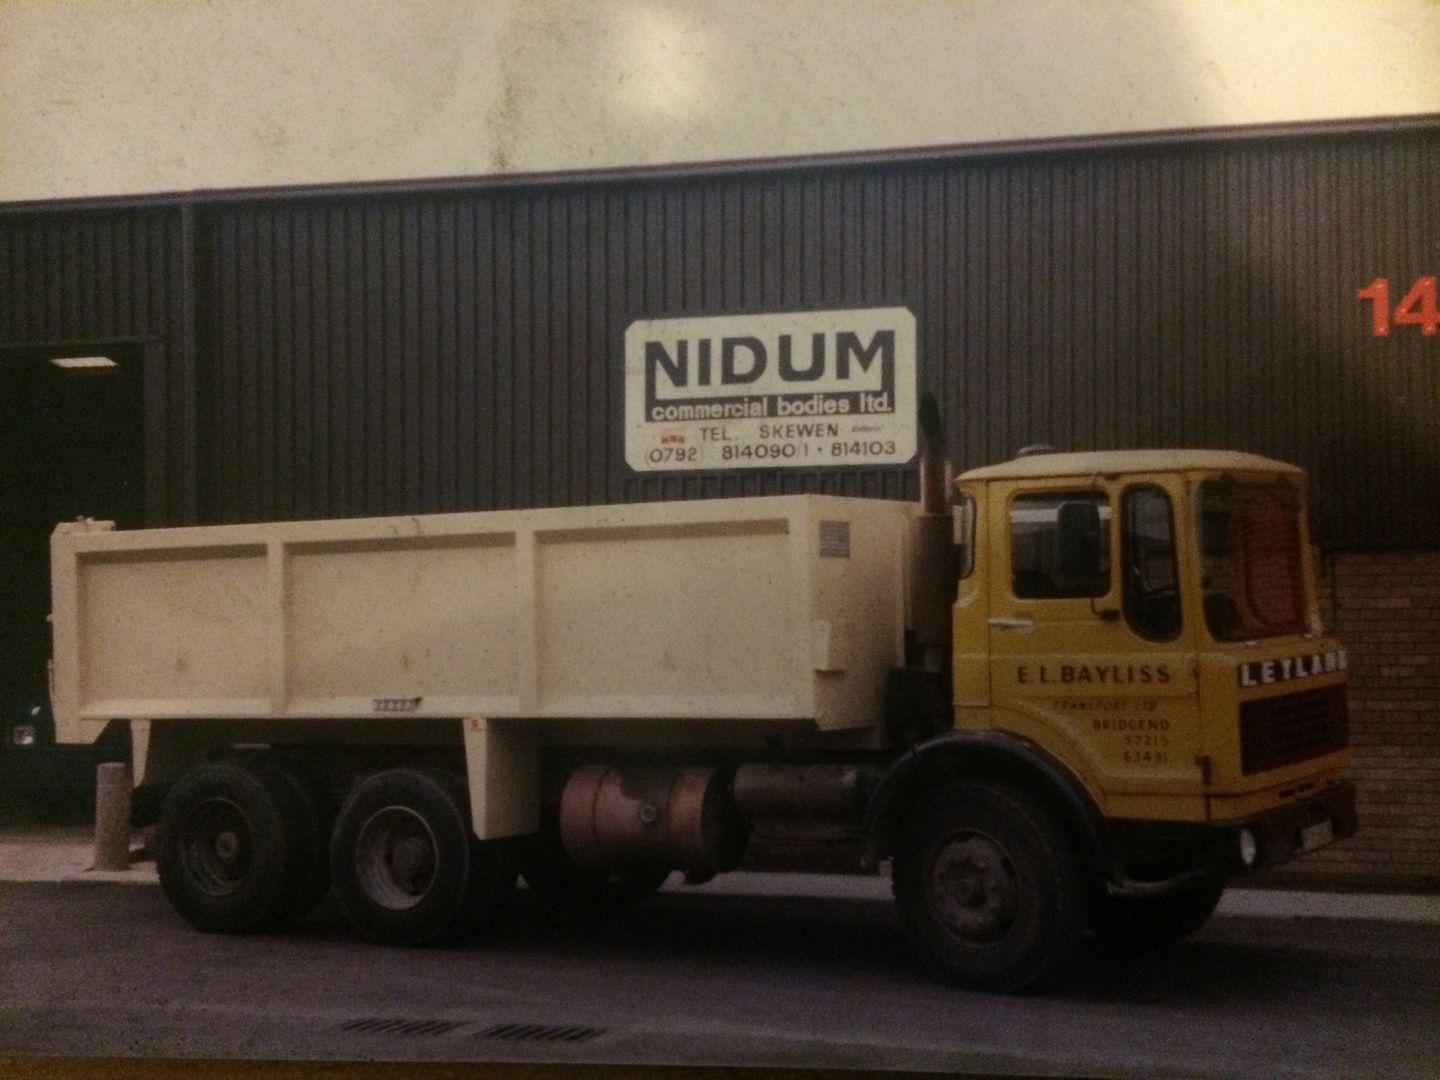 14
NIDUM
commercial bodies ltd.
TEL. SKEWEN
(0792) 814090/1 • 814103
LEYLAND
E.L.BAYLISS
TRANSPORT LTD
BRIDGEND
57215
63491